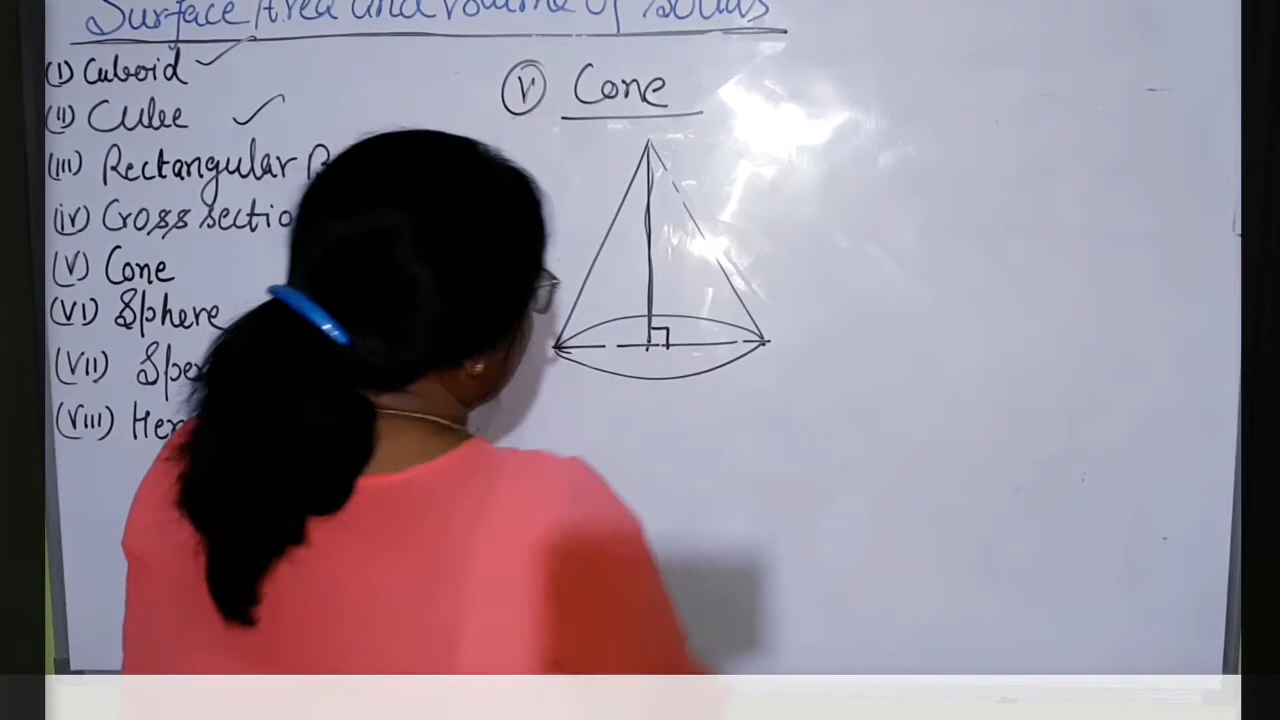 Surface Area and Volume of Solids
(I) Cuboid ✓
(II) Cube ✓
(III) Rectangular
(iv) Cross section
(V) Cone
(VI) Sphere
(VII)
(VIII)
(V) Cone